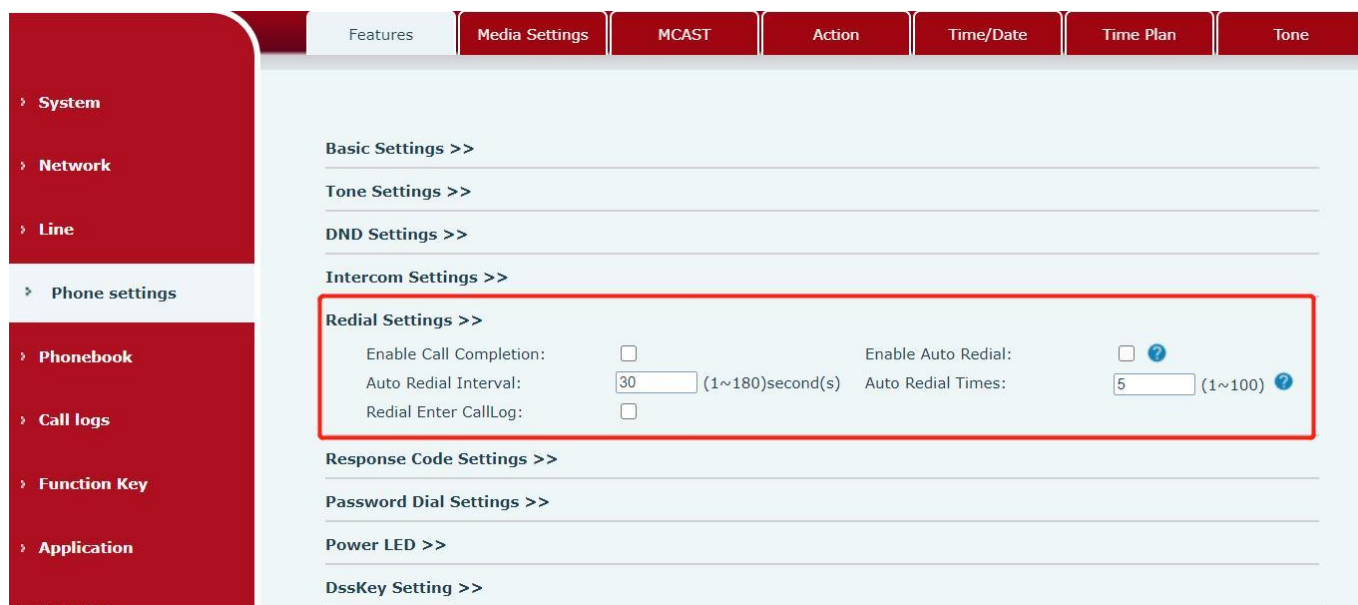 Features Media Settings MCAST Action Time/Date Time Plan Tone
System
Network
Line
Phone settings
Phonebook
Call logs
Function Key
Application
Basic Settings >>
Tone Settings >>
DND Settings >>
Intercom Settings >>
Redial Settings >>
Enable Call Completion: Enable Auto Redial: ?
Auto Redial Interval: 30 (1~180)second(s) Auto Redial Times: 5 (1~100) ?
Redial Enter CallLog:
Response Code Settings >>
Password Dial Settings >>
Power LED >>
DssKey Setting >>